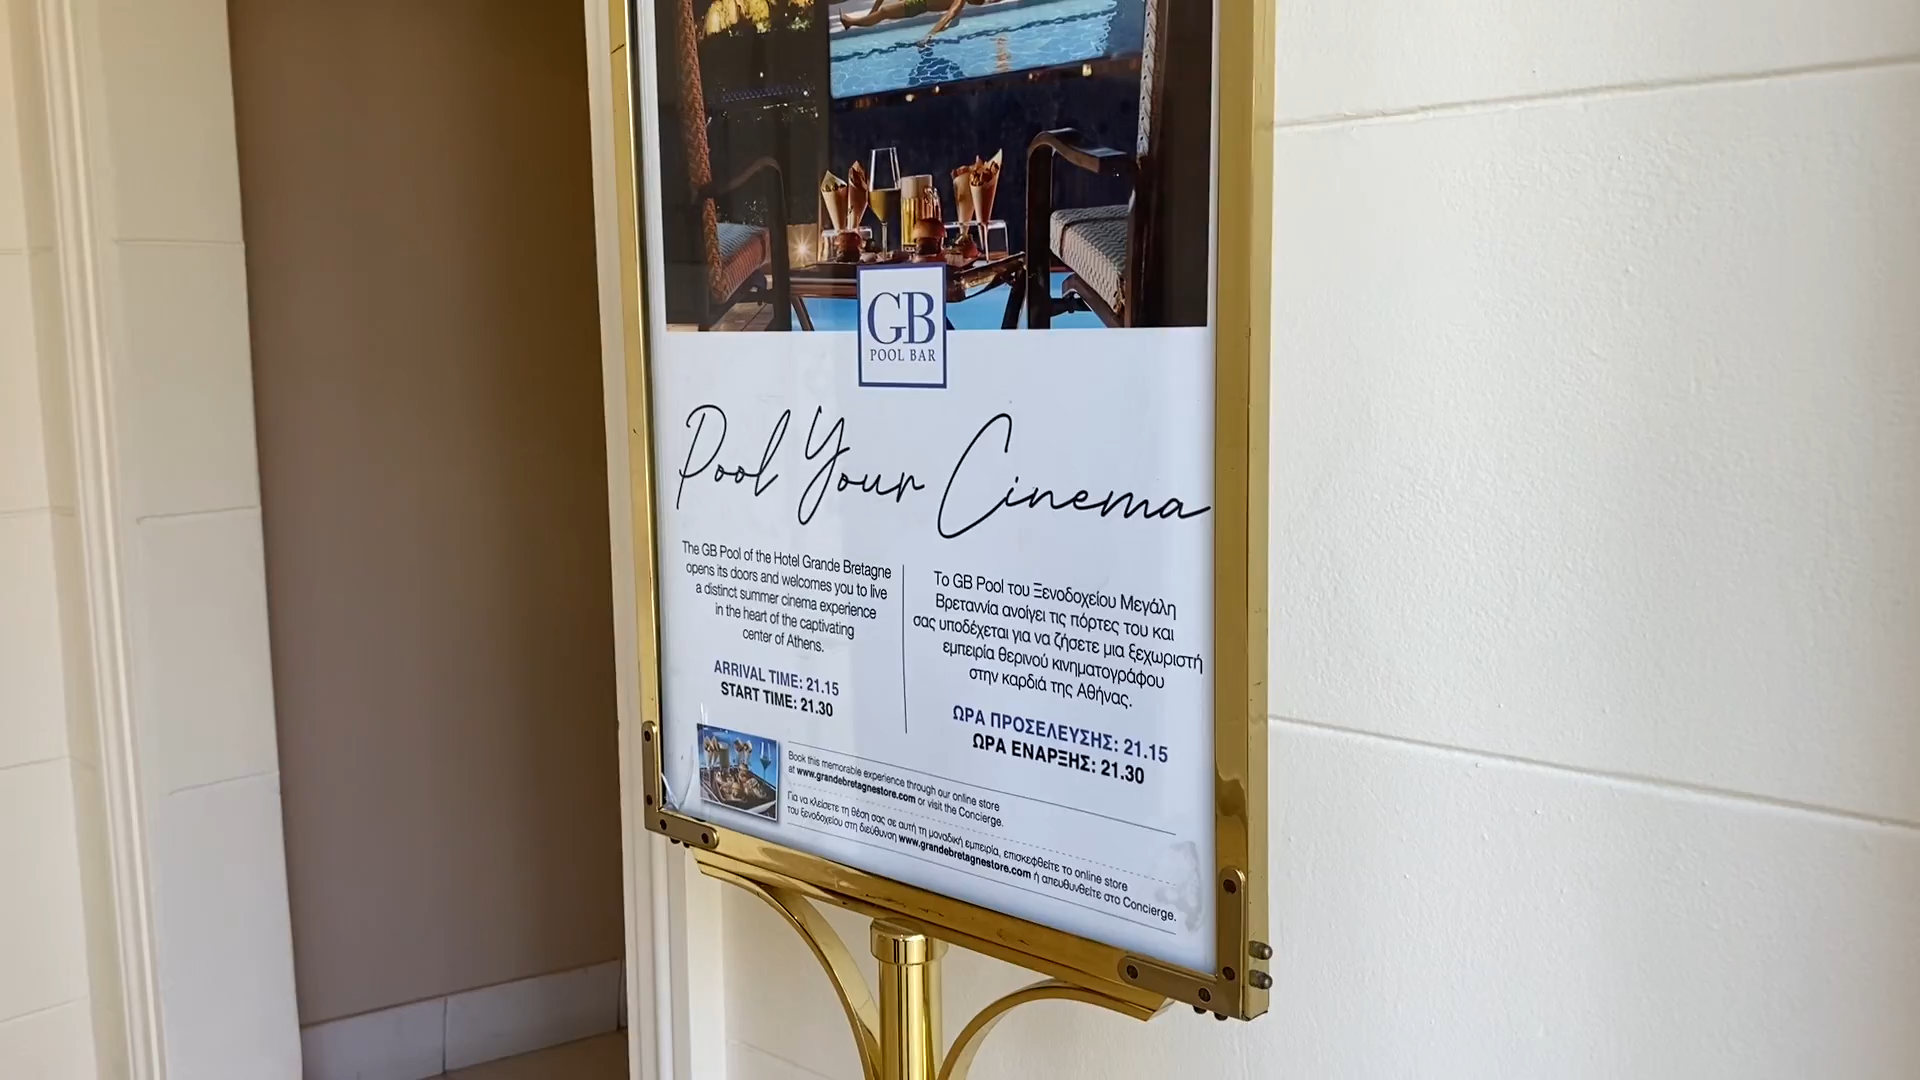 GB
POOL BAR
Pool Your Cinema
The GB Pool of the Hotel Grande Bretagne
opens its doors and welcomes you to live
a distinct summer cinema experience
in the heart of the captivating
center of Athens.
ARRIVAL TIME: 21.15
START TIME: 21.30
Το GB Pool του Ξενοδοχείου Μεγάλη
Βρεταννία ανοίγει τις πόρτες του και
σας υποδέχεται για να ζήσετε μια ξεχωριστή
εμπειρία θερινού κινηματογράφου
στην καρδιά της Αθήνας.
ΩΡΑ ΠΡΟΣΕΛΕΥΣΗΣ: 21.15
ΩΡΑ ΕΝΑΡΞΗΣ: 21.30
Book this memorable experience through our online store
at www.grandebretagnestore.com or visit the Concierge.
Για να κλείσετε τη θέση σας σε αυτή τη μοναδική εμπειρία, επισκεφθείτε το online store
του ξενοδοχείου στη διεύθυνση www.grandebretagnestore.com ή απευθυνθείτε στο Concierge.